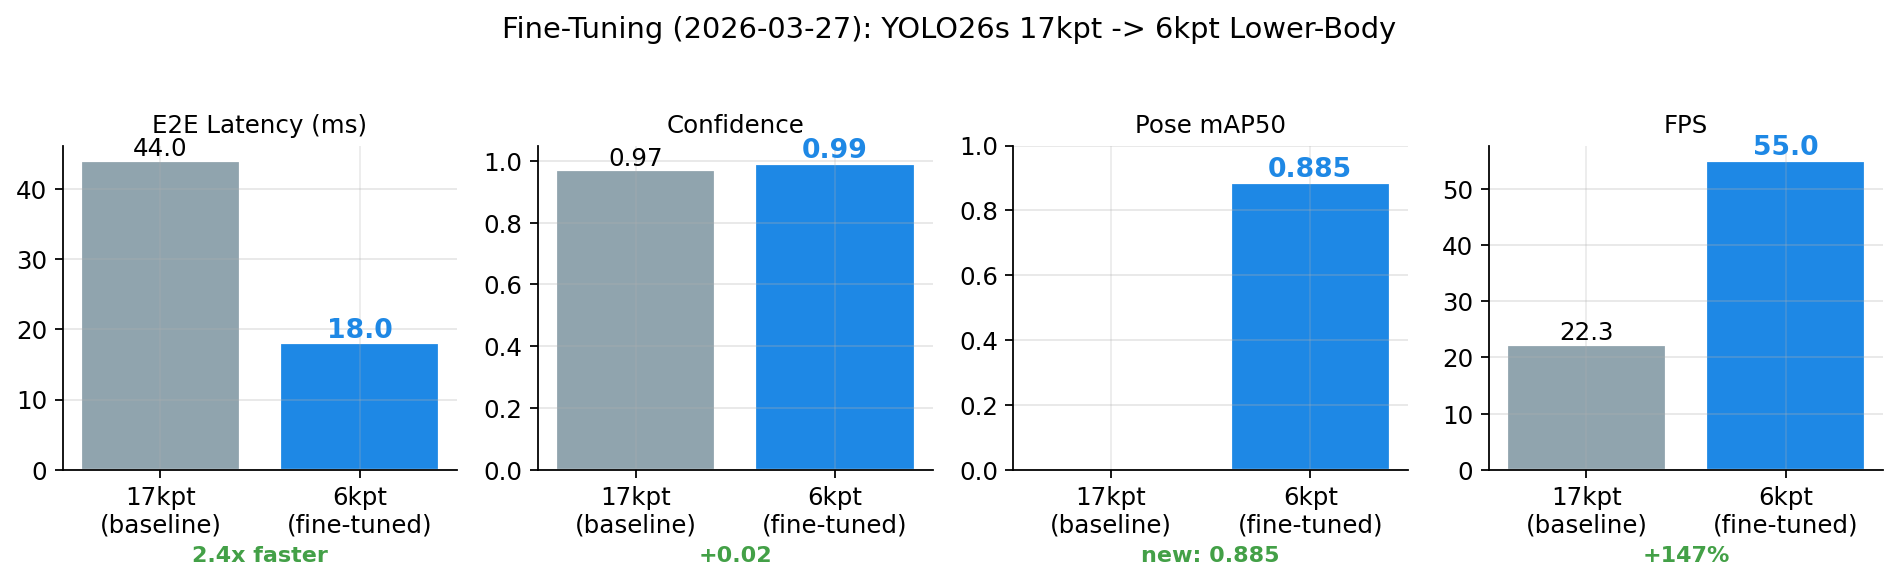 Fine-Tuning (2026-03-27): YOLO26s 17kpt -> 6kpt Lower-Body
E2E Latency (ms)
44.0
18.0
40
30
20
10
0
17kpt
(baseline)
6kpt
(fine-tuned)
2.4x faster
Confidence
0.97
0.99
1.0
0.8
0.6
0.4
0.2
0.0
17kpt
(baseline)
6kpt
(fine-tuned)
+0.02
Pose mAP50
0.885
1.0
0.8
0.6
0.4
0.2
0.0
17kpt
(baseline)
6kpt
(fine-tuned)
new: 0.885
FPS
55.0
22.3
50
40
30
20
10
0
17kpt
(baseline)
6kpt
(fine-tuned)
+147%